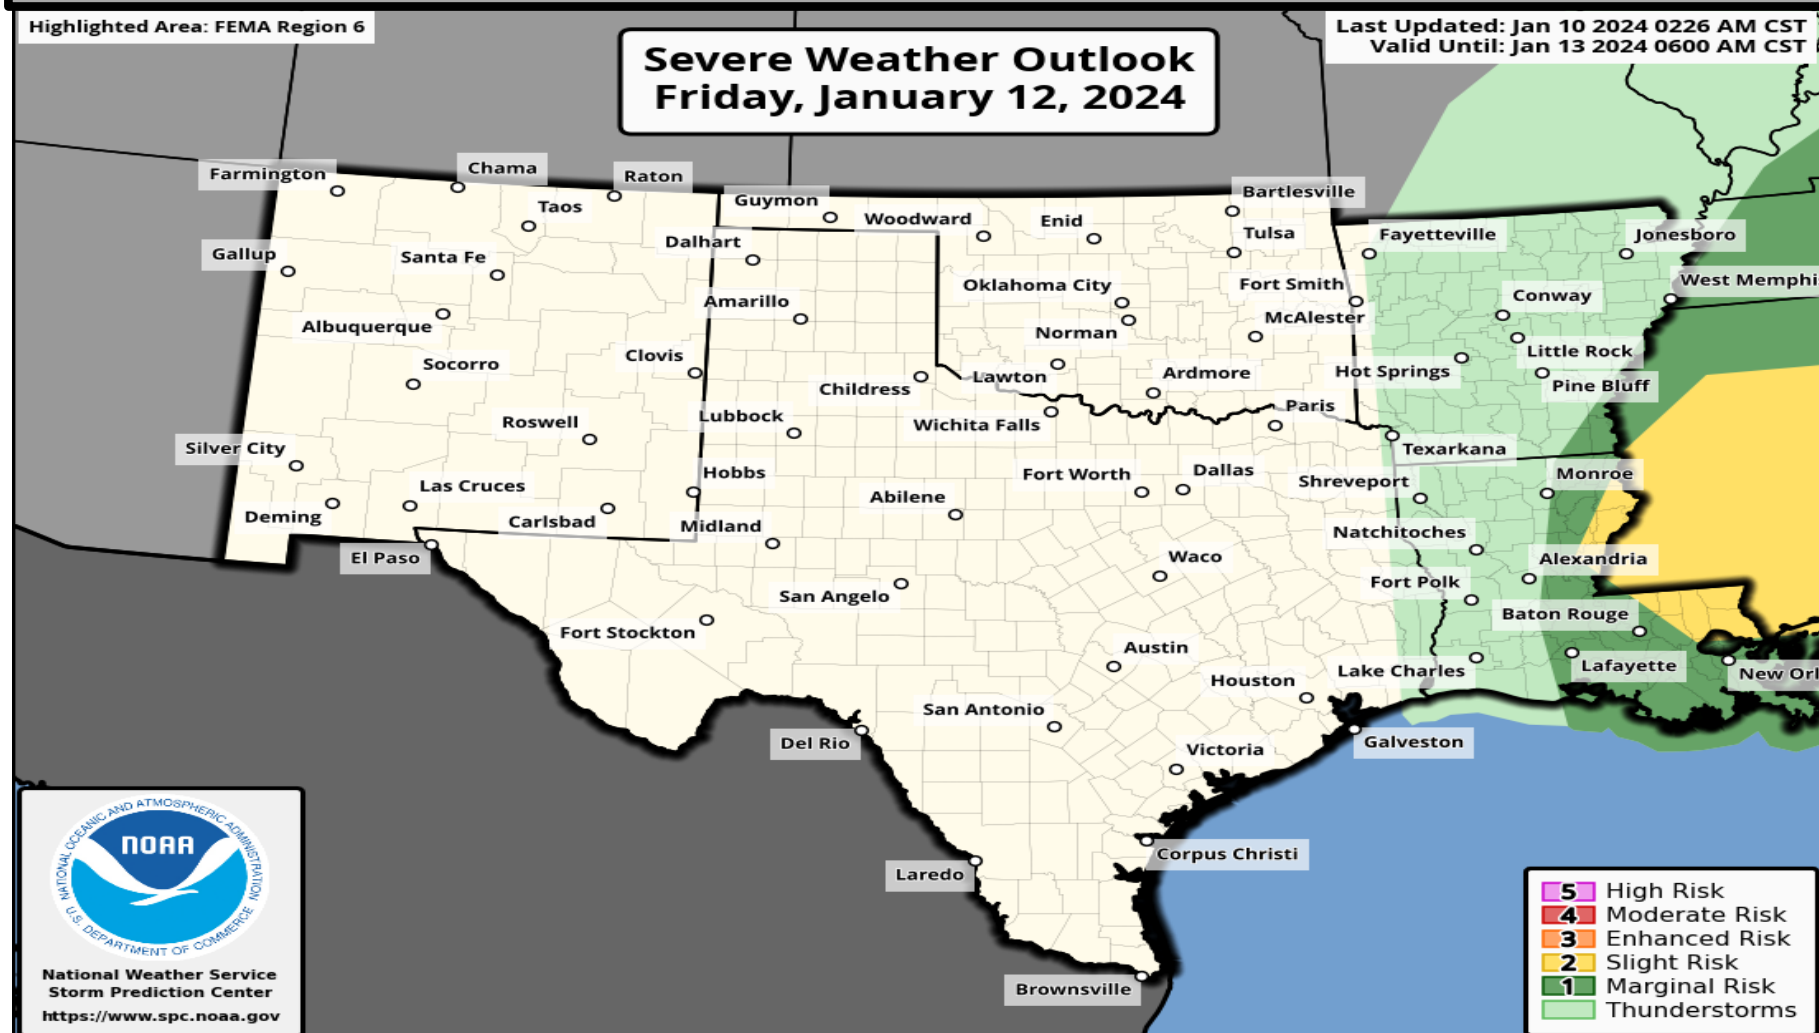 Highlighted Area: FEMA Region 6
Severe Weather Outlook
Friday, January 12, 2024
Last Updated: Jan 10 2024 0226 AM CST
Valid Until: Jan 13 2024 0600 AM CST
Farmington
Chama
Raton
Taos
Guymon
Woodward
Enid
Bartlesville
Gallup
Santa Fe
Dalhart
Tulsa
Fayetteville
Jonesboro
Albuquerque
Amarillo
Oklahoma City
Fort Smith
Conway
West Memphi
Socorro
Clovis
Norman
McAlester
Little Rock
Childress
Lawton
Ardmore
Hot Springs
Pine Bluff
Roswell
Lubbock
Wichita Falls
Paris
Texarkana
Silver City
Las Cruces
Hobbs
Fort Worth
Dallas
Shreveport
Monroe
Deming
Carlsbad
Midland
Abilene
Natchitoches
El Paso
Waco
Alexandria
San Angelo
Fort Polk
Fort Stockton
Baton Rouge
Austin
Lake Charles
Lafayette
New Orl
Houston
San Antonio
Del Rio
Victoria
Galveston
Laredo
Corpus Christi
Brownsville
NATIONAL OCEANIC AND ATMOSPHERIC ADMINISTRATION
NOAA
U.S. DEPARTMENT OF COMMERCE
National Weather Service
Storm Prediction Center
https://www.spc.noaa.gov
5 High Risk
4 Moderate Risk
3 Enhanced Risk
2 Slight Risk
1 Marginal Risk
Thunderstorms